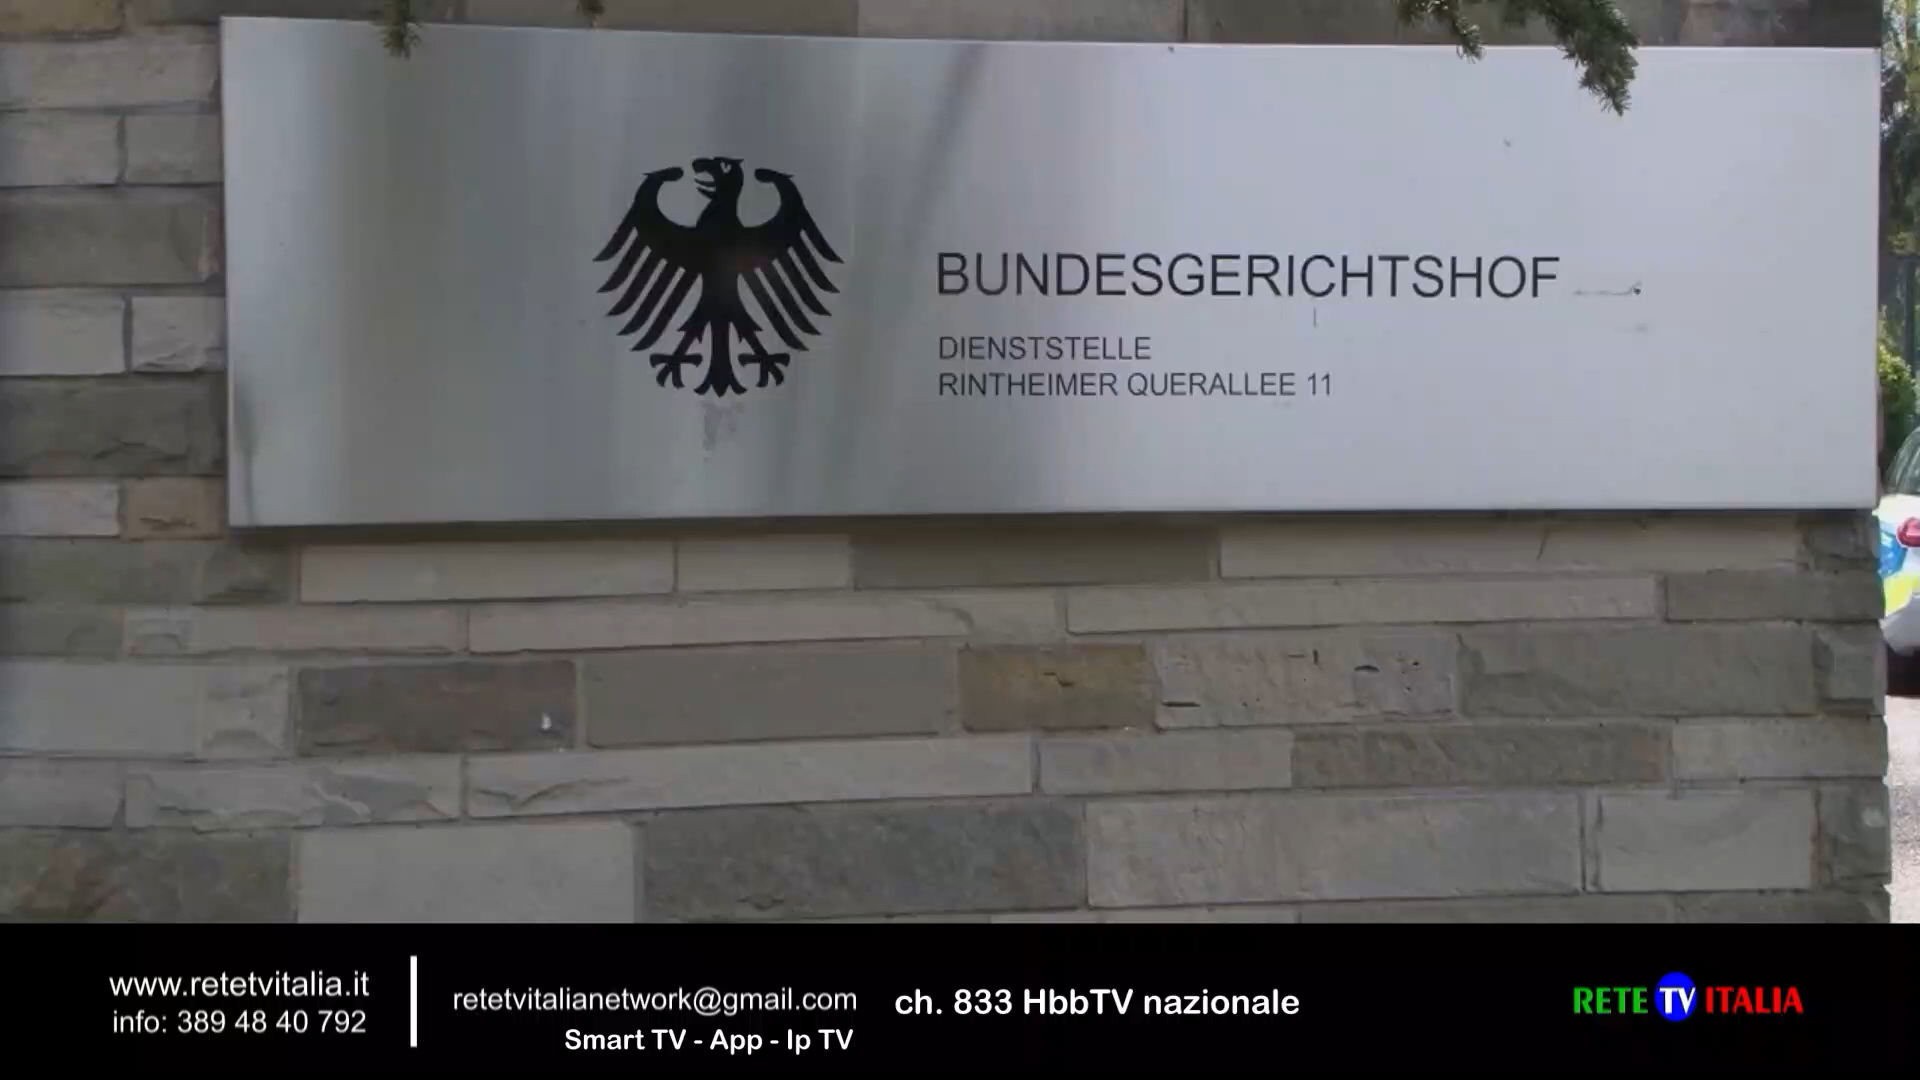 BUNDESGERICHTSHOF
DIENSTSTELLE
RINTHEIMER QUERALLEE 11
www.retetvitalia.it
info: 389 48 40 792
retetvitalianetwork@gmail.com
Smart TV - App - Ip TV
ch. 833 HbbTV nazionale
RETE TV ITALIA